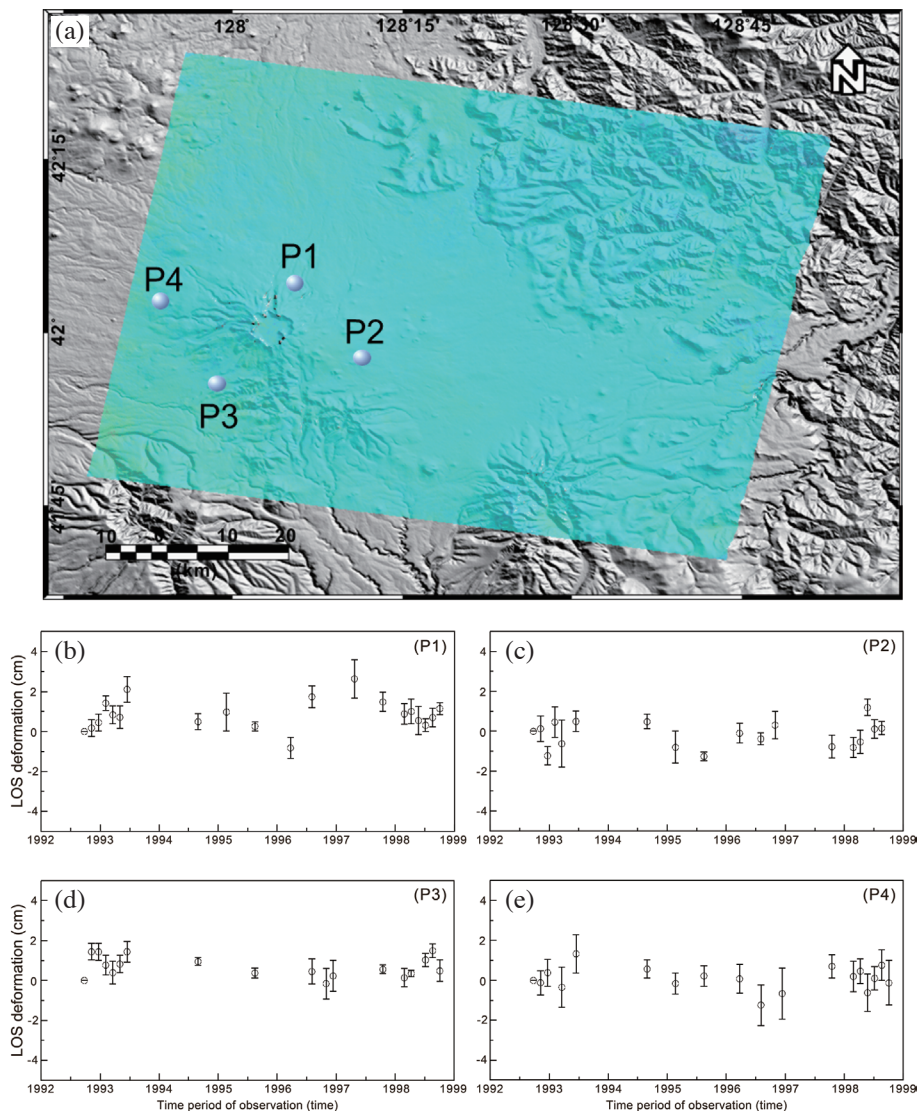 (a)
128
128°15'
128°30'
128°45'
N
42°15'
42°
41°45'
P1
P4
P2
P3
10 0 10 20
(km)
(b)
(P1)
LOS deformation (cm)
4
2
0
-2
-4
1992 1993 1994 1995 1996 1997 1998 1999
(c)
(P2)
4
2
0
-2
-4
1992 1993 1994 1995 1996 1997 1998 1999
(d)
(P3)
LOS deformation (cm)
4
2
0
-2
-4
1992 1993 1994 1995 1996 1997 1998 1999
Time period of observation (time)
(e)
(P4)
4
2
0
-2
-4
1992 1993 1994 1995 1996 1997 1998 1999
Time period of observation (time)